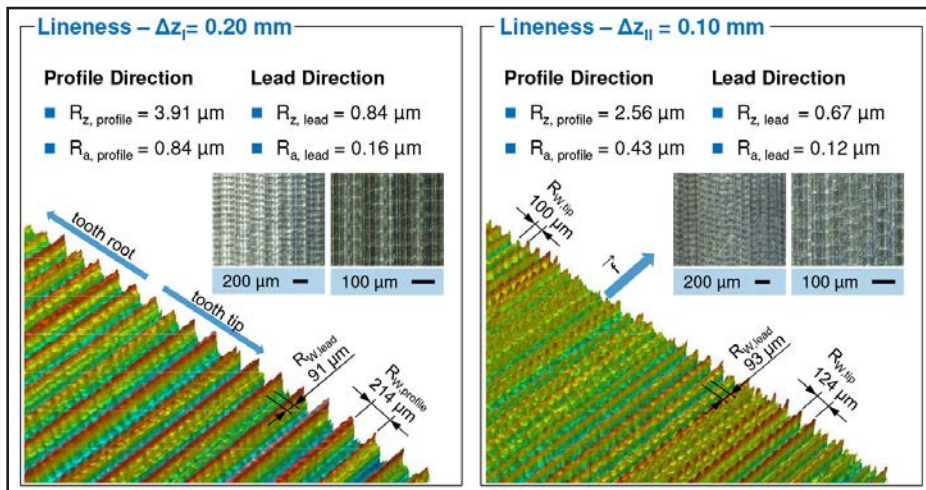 Lineness – Δz_I = 0.20 mm
Profile Direction
Lead Direction
R_z, profile = 3.91 µm
R_z, lead = 0.84 µm
R_a, profile = 0.84 µm
R_a, lead = 0.16 µm
tooth root
tooth tip
200 µm
100 µm
R_W,lead
91 µm
R_W,profile
214 µm
Lineness – Δz_II = 0.10 mm
Profile Direction
Lead Direction
R_z, profile = 2.56 µm
R_z, lead = 0.67 µm
R_a, profile = 0.43 µm
R_a, lead = 0.12 µm
R_W,tip
100 µm
200 µm
100 µm
R_W,lead
93 µm
R_W,tip
124 µm